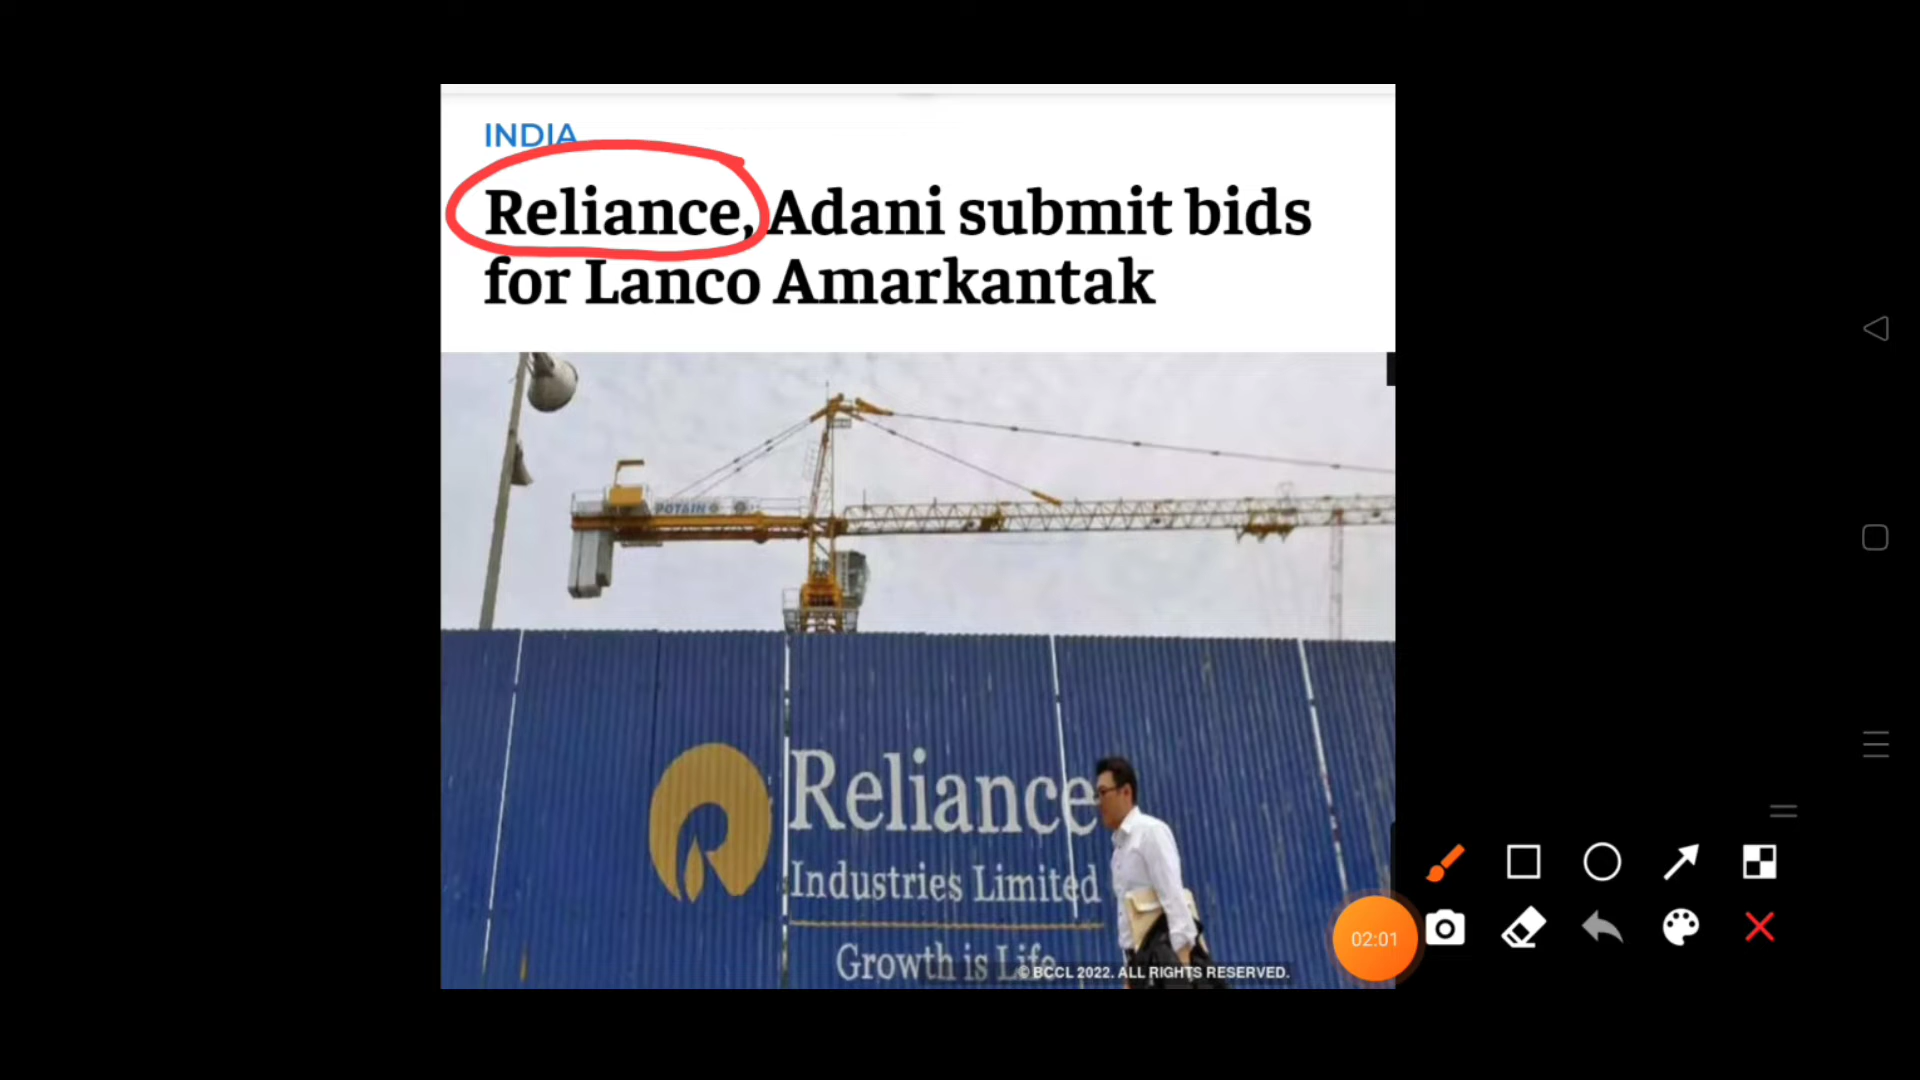 INDIA
Reliance, Adani submit bids
for Lanco Amarkantak
POTAIN
Reliance
Industries Limited
Growth is Life
© BCCL 2022. ALL RIGHTS RESERVED.
02:01